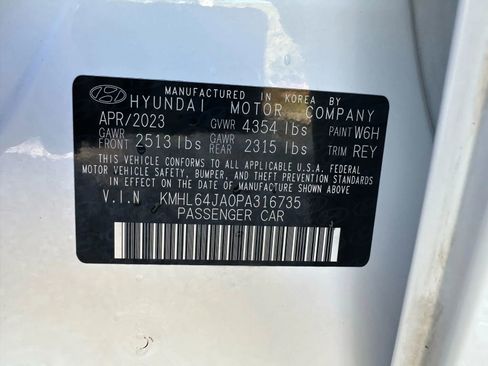 MANUFACTURED IN KOREA BY
HYUNDAI MOTOR COMPANY
APR/2023 GVWR 4354 lbs PAINT W6H
GAWR FRONT 2513 lbs GAWR REAR 2315 lbs TRIM REY
THIS VEHICLE CONFORMS TO ALL APPLICABLE U.S.A. FEDERAL
MOTOR VEHICLE SAFETY, BUMPER, AND THEFT PREVENTION STANDARDS
IN EFFECT ON THE DATE OF MANUFACTURE SHOWN ABOVE.
V.I.N KMHL64JA0PA316735
PASSENGER CAR